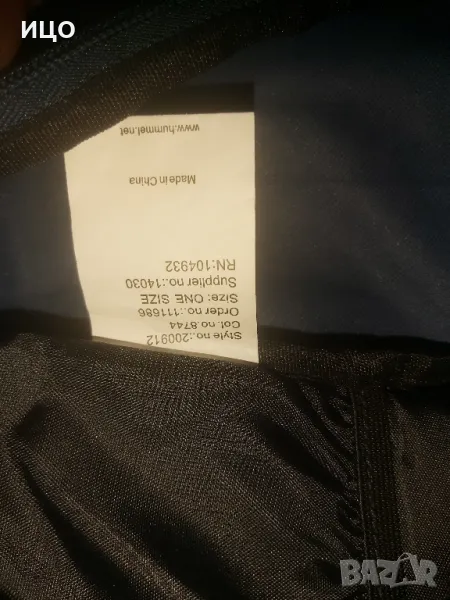 ИЦО
Style no.:200912
Col. no.8744
Order no.:111686
Size: ONE SIZE
Supplier no.:14030
RN:104932
Made in China
www.hummel.net
BAZAR